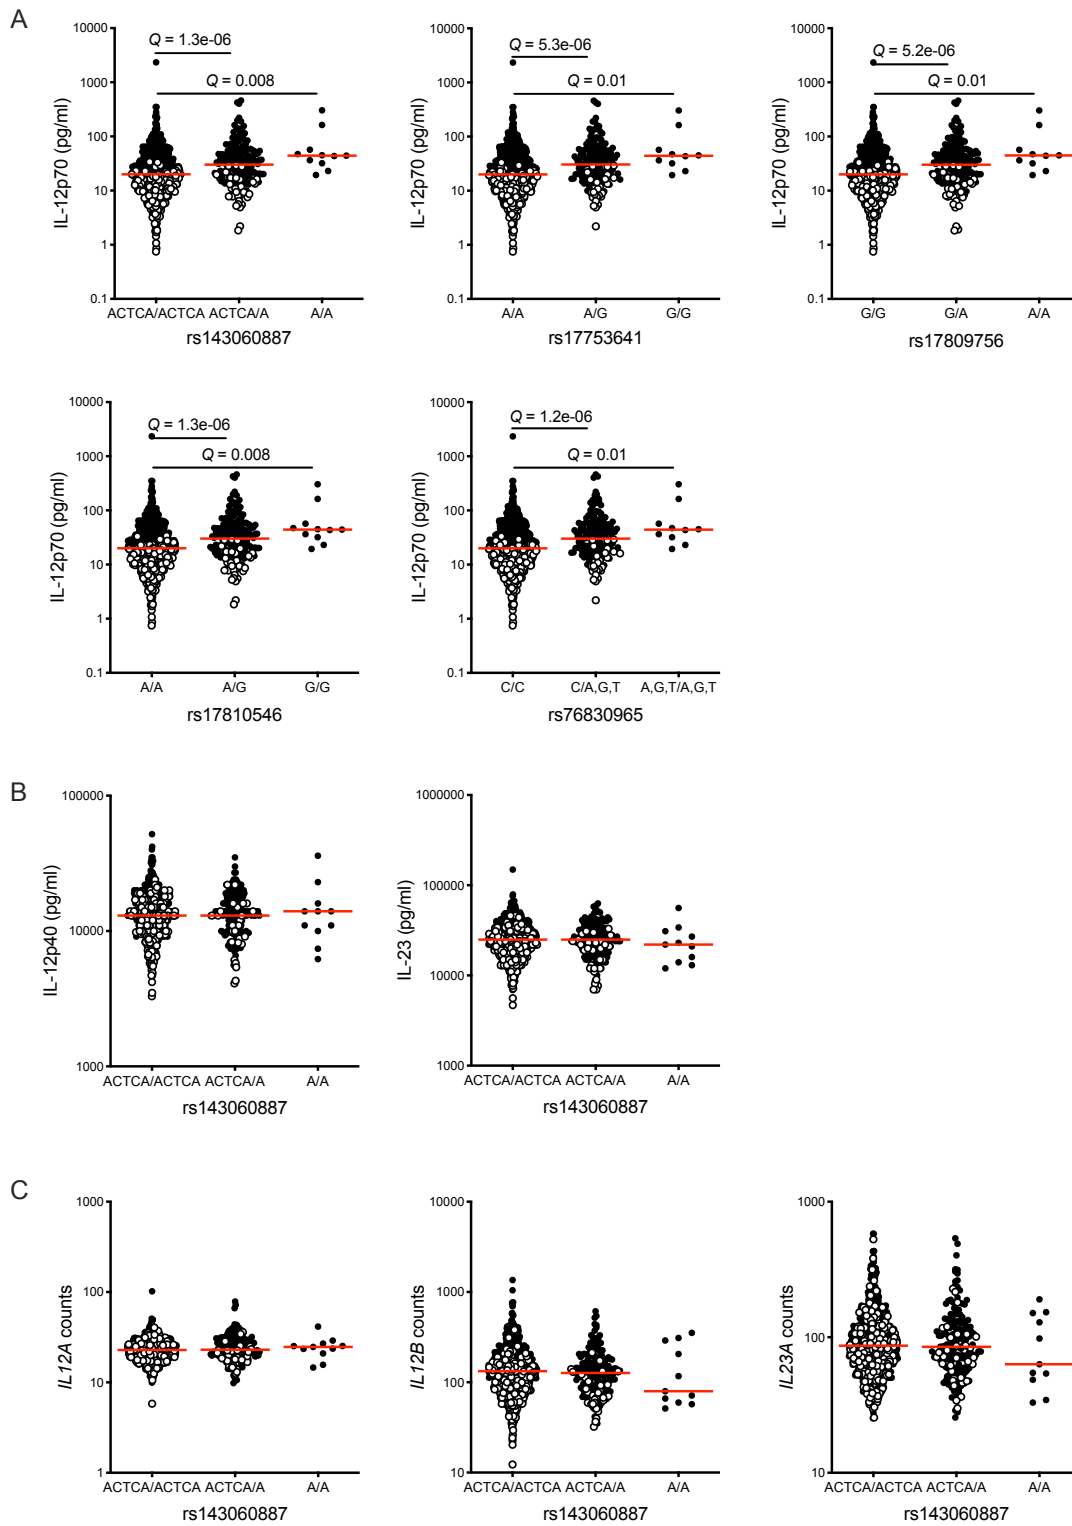 A
10000
1000
100
10
1
0.1
IL-12p70 (pg/ml)
Q = 1.3e-06
Q = 0.008
ACTCA/ACTCA ACTCA/A A/A
rs143060887
10000
1000
100
10
1
0.1
IL-12p70 (pg/ml)
Q = 5.3e-06
Q = 0.01
A/A A/G G/G
rs17753641
10000
1000
100
10
1
0.1
IL-12p70 (pg/ml)
Q = 5.2e-06
Q = 0.01
G/G G/A A/A
rs17809756
10000
1000
100
10
1
0.1
IL-12p70 (pg/ml)
Q = 1.3e-06
Q = 0.008
A/A A/G G/G
rs17810546
10000
1000
100
10
1
0.1
IL-12p70 (pg/ml)
Q = 1.2e-06
Q = 0.01
C/C C/A,G,T A,G,T/A,G,T
rs76830965
B
100000
10000
1000
IL-12p40 (pg/ml)
ACTCA/ACTCA ACTCA/A A/A
rs143060887
1000000
100000
10000
1000
IL-23 (pg/ml)
ACTCA/ACTCA ACTCA/A A/A
rs143060887
C
1000
100
10
1
IL12A counts
ACTCA/ACTCA ACTCA/A A/A
rs143060887
10000
1000
100
10
IL12B counts
ACTCA/ACTCA ACTCA/A A/A
rs143060887
1000
100
10
IL23A counts
ACTCA/ACTCA ACTCA/A A/A
rs143060887